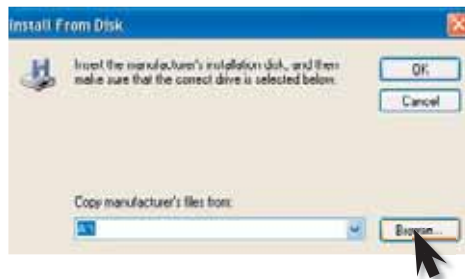 Install From Disk
Insert the manufacturer's installation disk, and then
make sure that the correct drive is selected below.
OK
Cancel
Copy manufacturer's files from:
A:\
Browse...